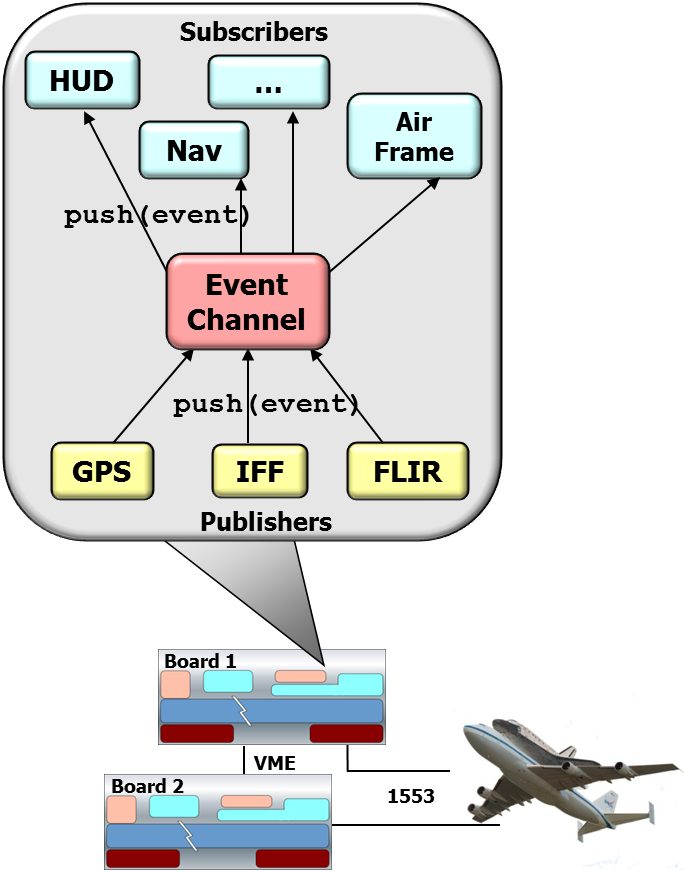 Subscribers
HUD
...
Air
Frame
Nav
push(event)
Event
Channel
push(event)
GPS
IFF
FLIR
Publishers
Board 1
VME
Board 2
1553